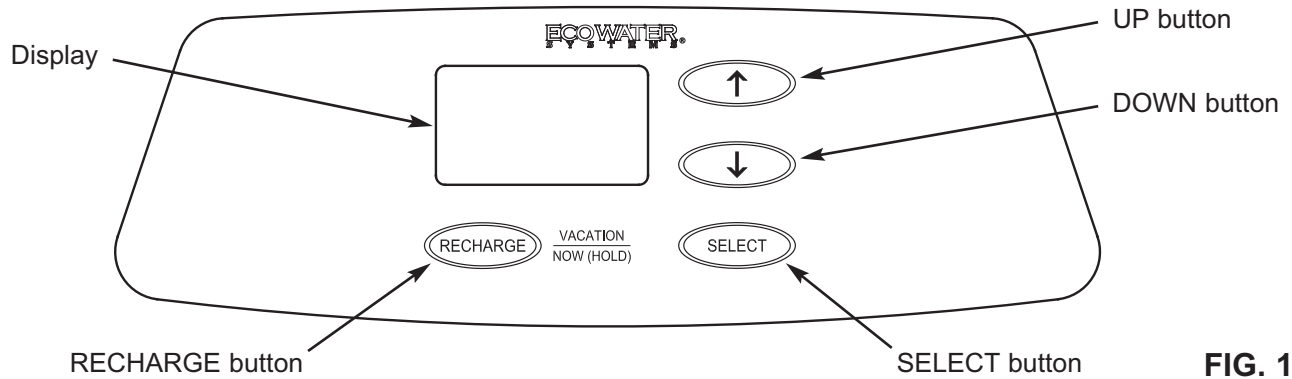 ECOWATER
SYSTEMS®
UP button
Display
↑
DOWN button
↓
RECHARGE
VACATION
NOW (HOLD)
SELECT
RECHARGE button
SELECT button
FIG. 1